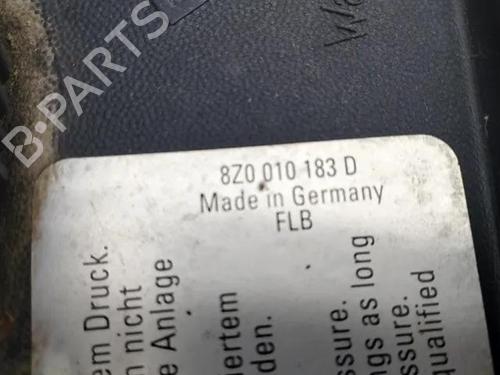 B-PARTS
Wa
8Z0 010 183 D
Made in Germany
FLB
em Druck.
n nicht
e Anlage
ertem
den.
ssure.
ngs as long
ssure.
qualified